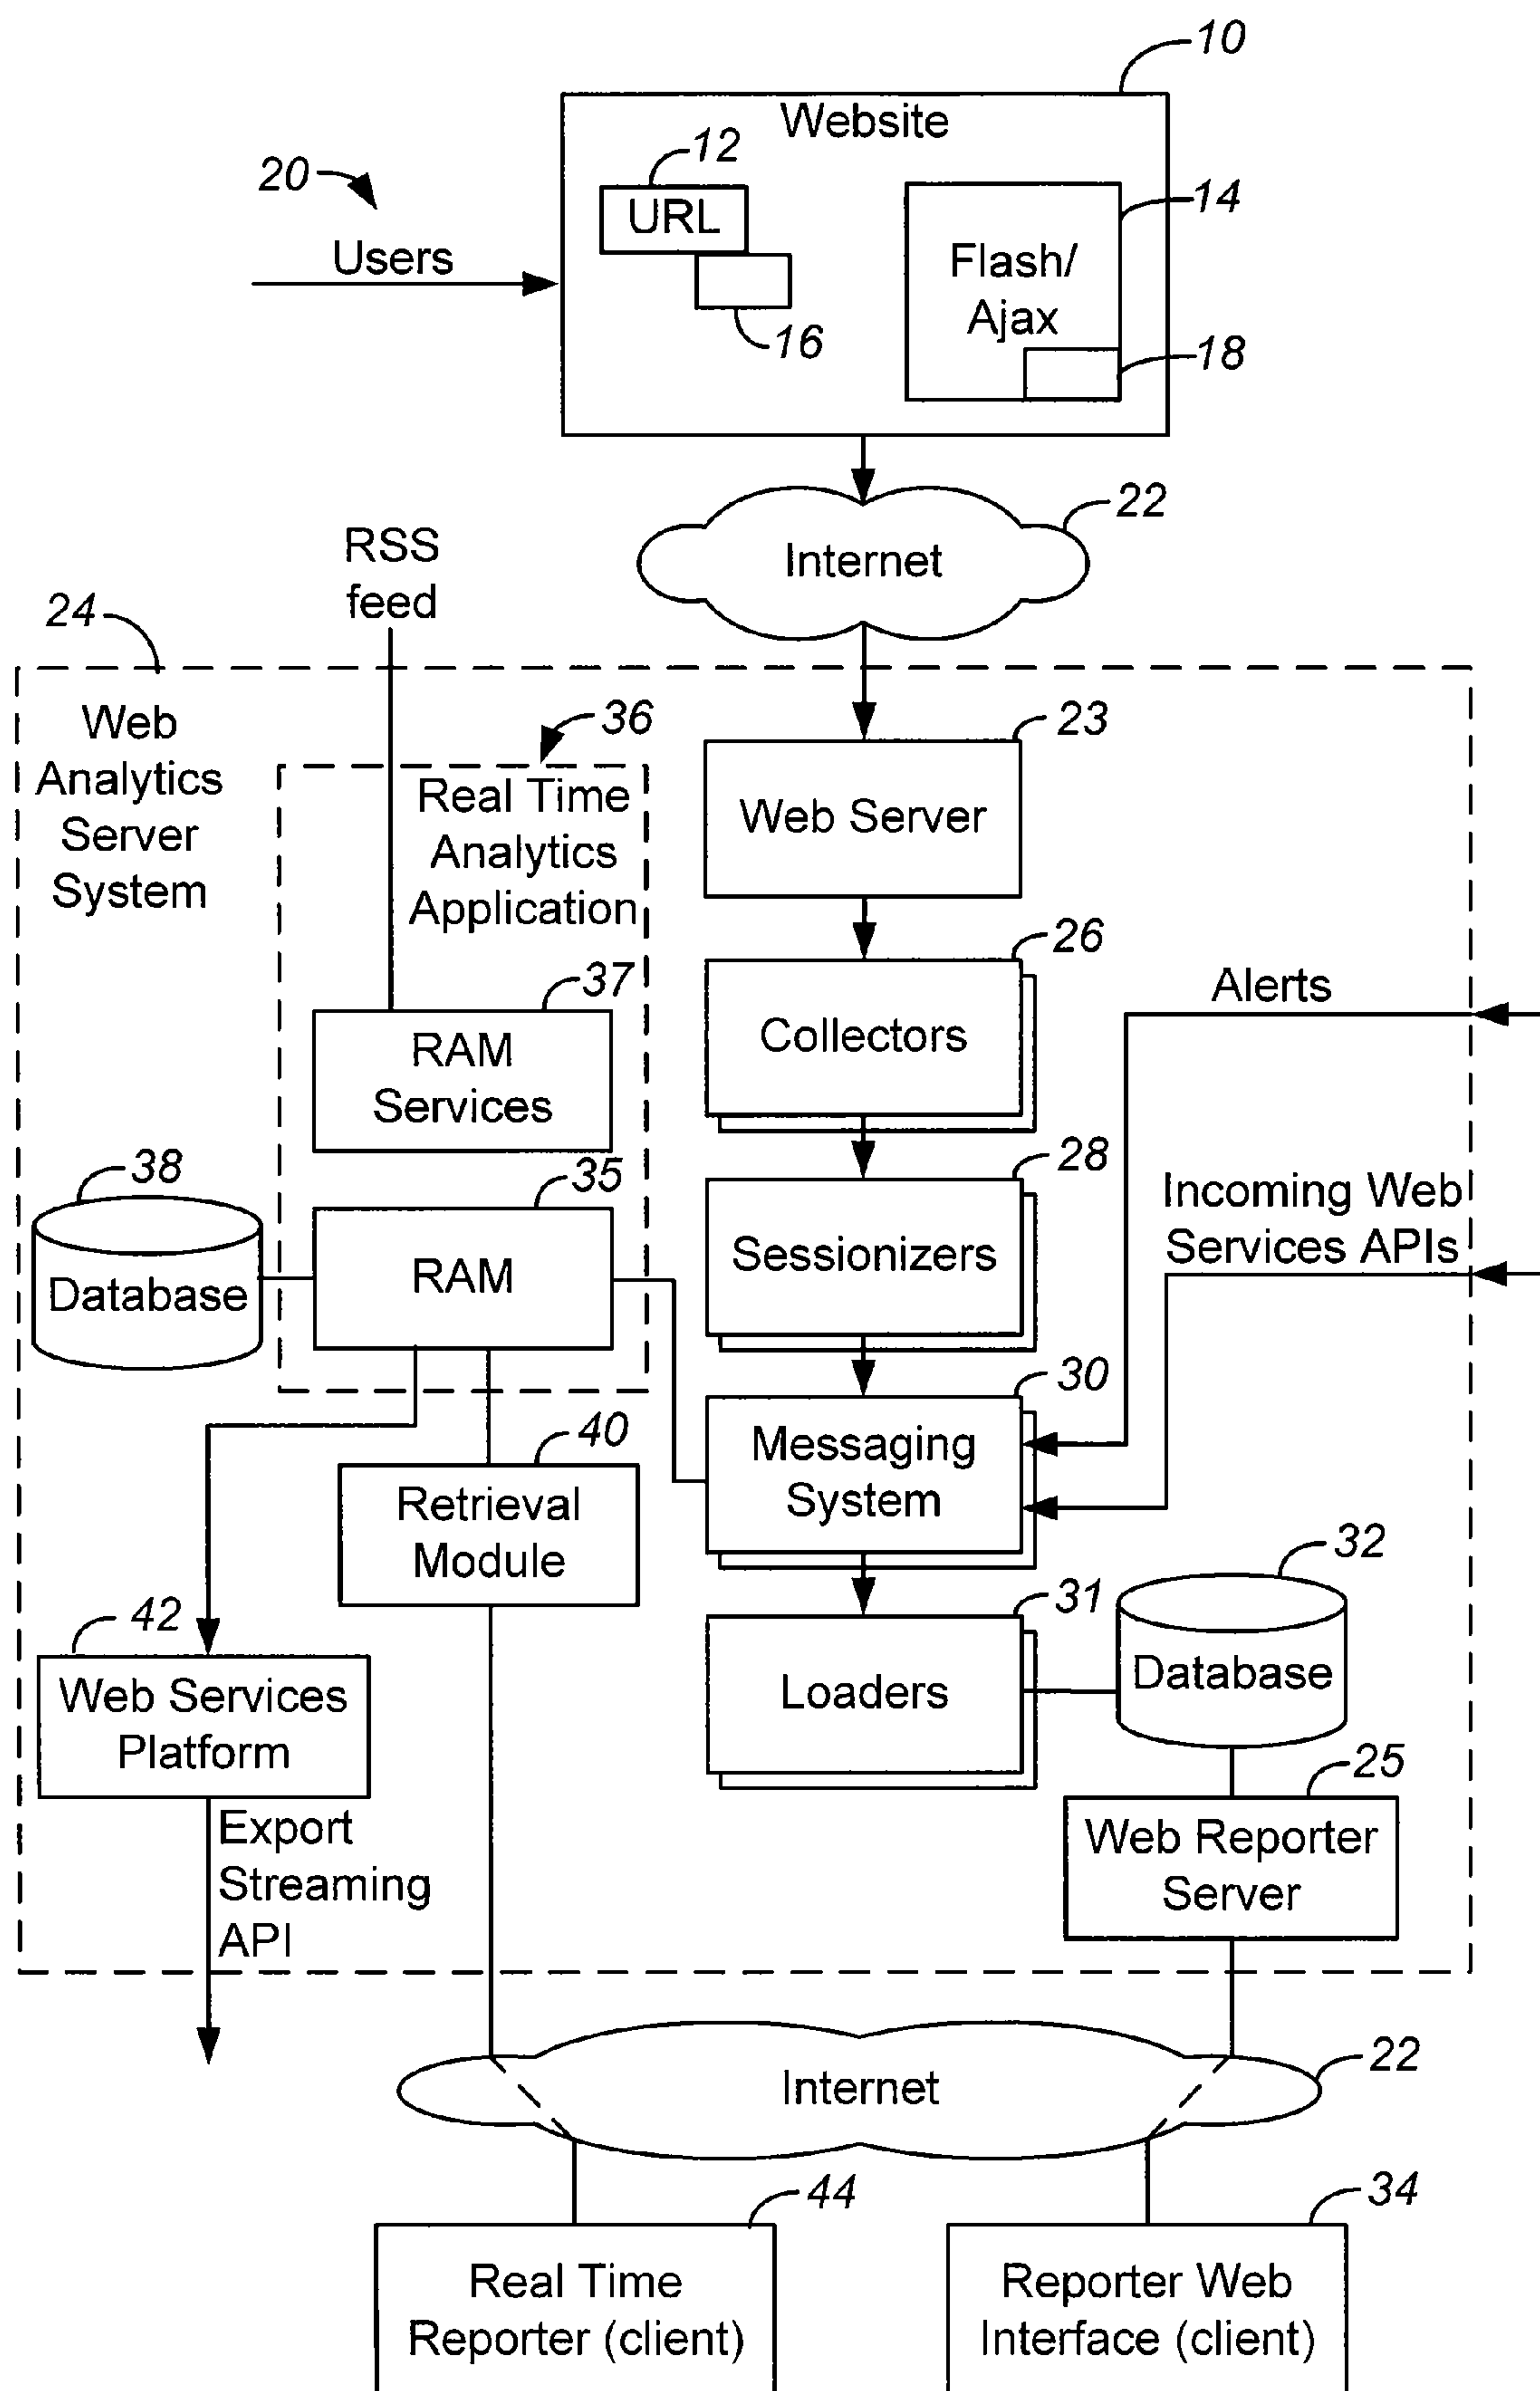 10
Website
12
URL
14
Flash/
Ajax
16
18
20
Users
22
Internet
RSS
feed
24
Web
Analytics
Server
System
36
Real Time
Analytics
Application
23
Web Server
26
Collectors
Alerts
37
RAM
Services
28
Sessionizers
Incoming Web
Services APIs
38
Database
35
RAM
30
Messaging
System
40
Retrieval
Module
32
Database
31
Loaders
42
Web Services
Platform
25
Web Reporter
Server
Export
Streaming
API
22
Internet
44
Real Time
Reporter (client)
34
Reporter Web
Interface (client)